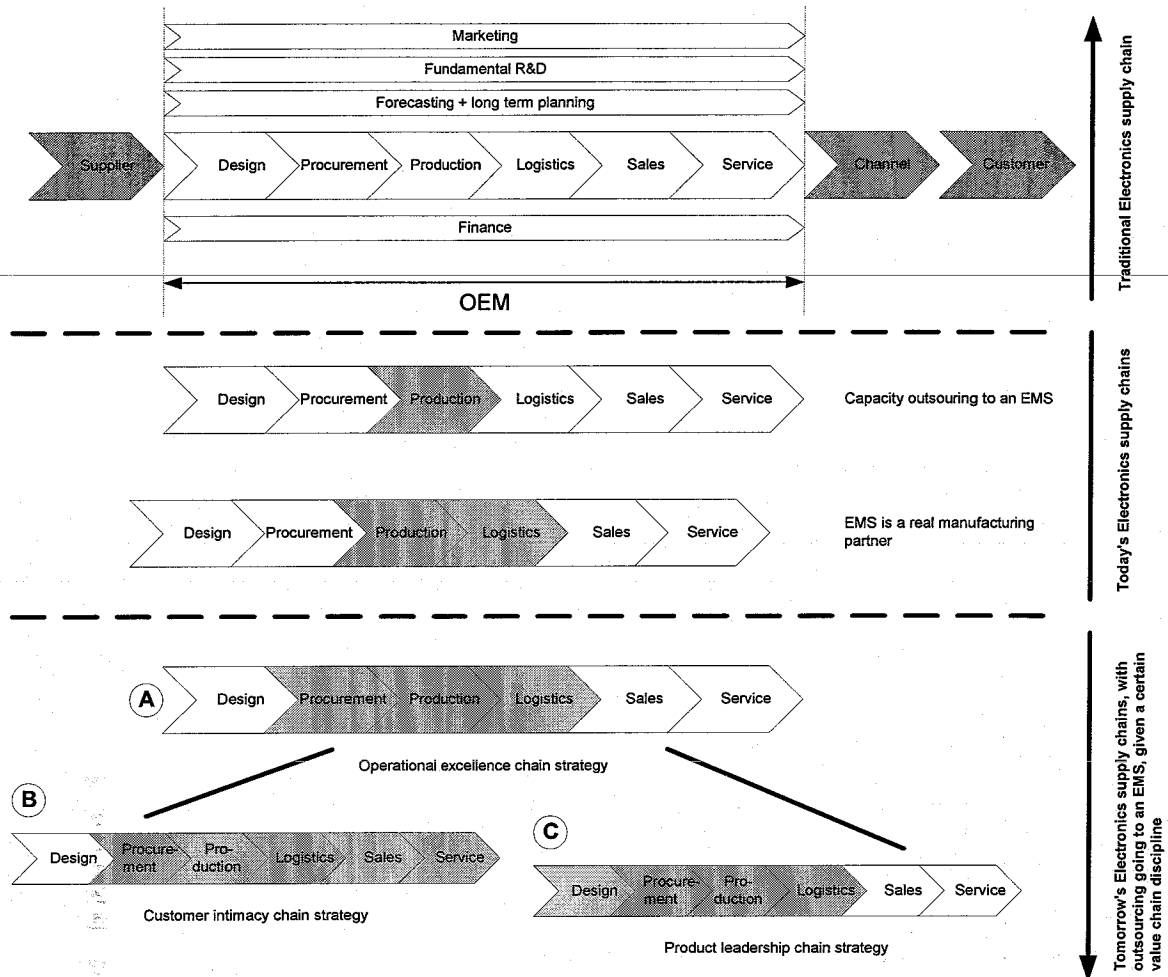 Marketing
Fundamental R&D
Forecasting + long term planning
Supplier
Design
Procurement
Production
Logistics
Sales
Service
Channel
Customer
Finance
OEM
Traditional Electronics supply chain
Design
Procurement
Production
Logistics
Sales
Service
Capacity outsouring to an EMS
Design
Procurement
Production
Logistics
Sales
Service
EMS is a real manufacturing
partner
Today's Electronics supply chains
A
Design
Procurement
Production
Logistics
Sales
Service
Operational excellence chain strategy
B
Design
Procure-
ment
Pro-
duction
Logistics
Sales
Service
Customer intimacy chain strategy
C
Design
Procure-
ment
Pro-
duction
Logistics
Sales
Service
Product leadership chain strategy
Tomorrow's Electronics supply chains, with
outsourcing going to an EMS, given a certain
value chain discipline